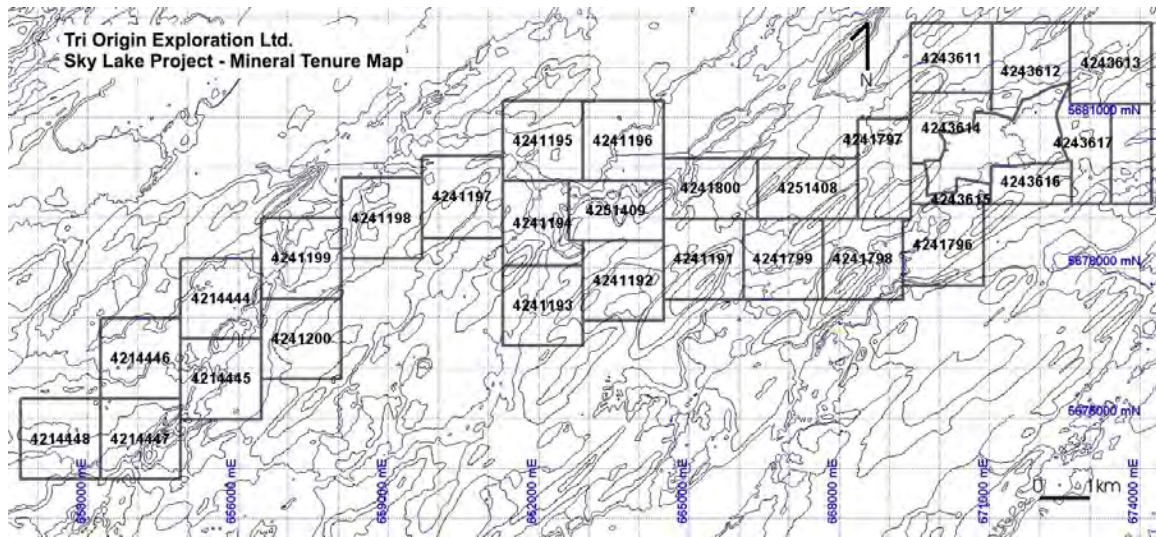 Tri Origin Exploration Ltd.
Sky Lake Project - Mineral Tenure Map
N
4243611
4243612
4243613
5681000 mN
4243614
4243617
4241797
4241195
4241196
4241197
4241198
4241800
4251408
4243616
4243615
4241194
4251409
4241199
4241191
4241799
4241798
4241796
5678000 mN
4241192
4241193
4214444
4241200
4214446
4214445
5675000 mN
4214448
4214447
656000 mE
659000 mE
662000 mE
665000 mE
668000 mE
671000 mE
674000 mE
0 1km